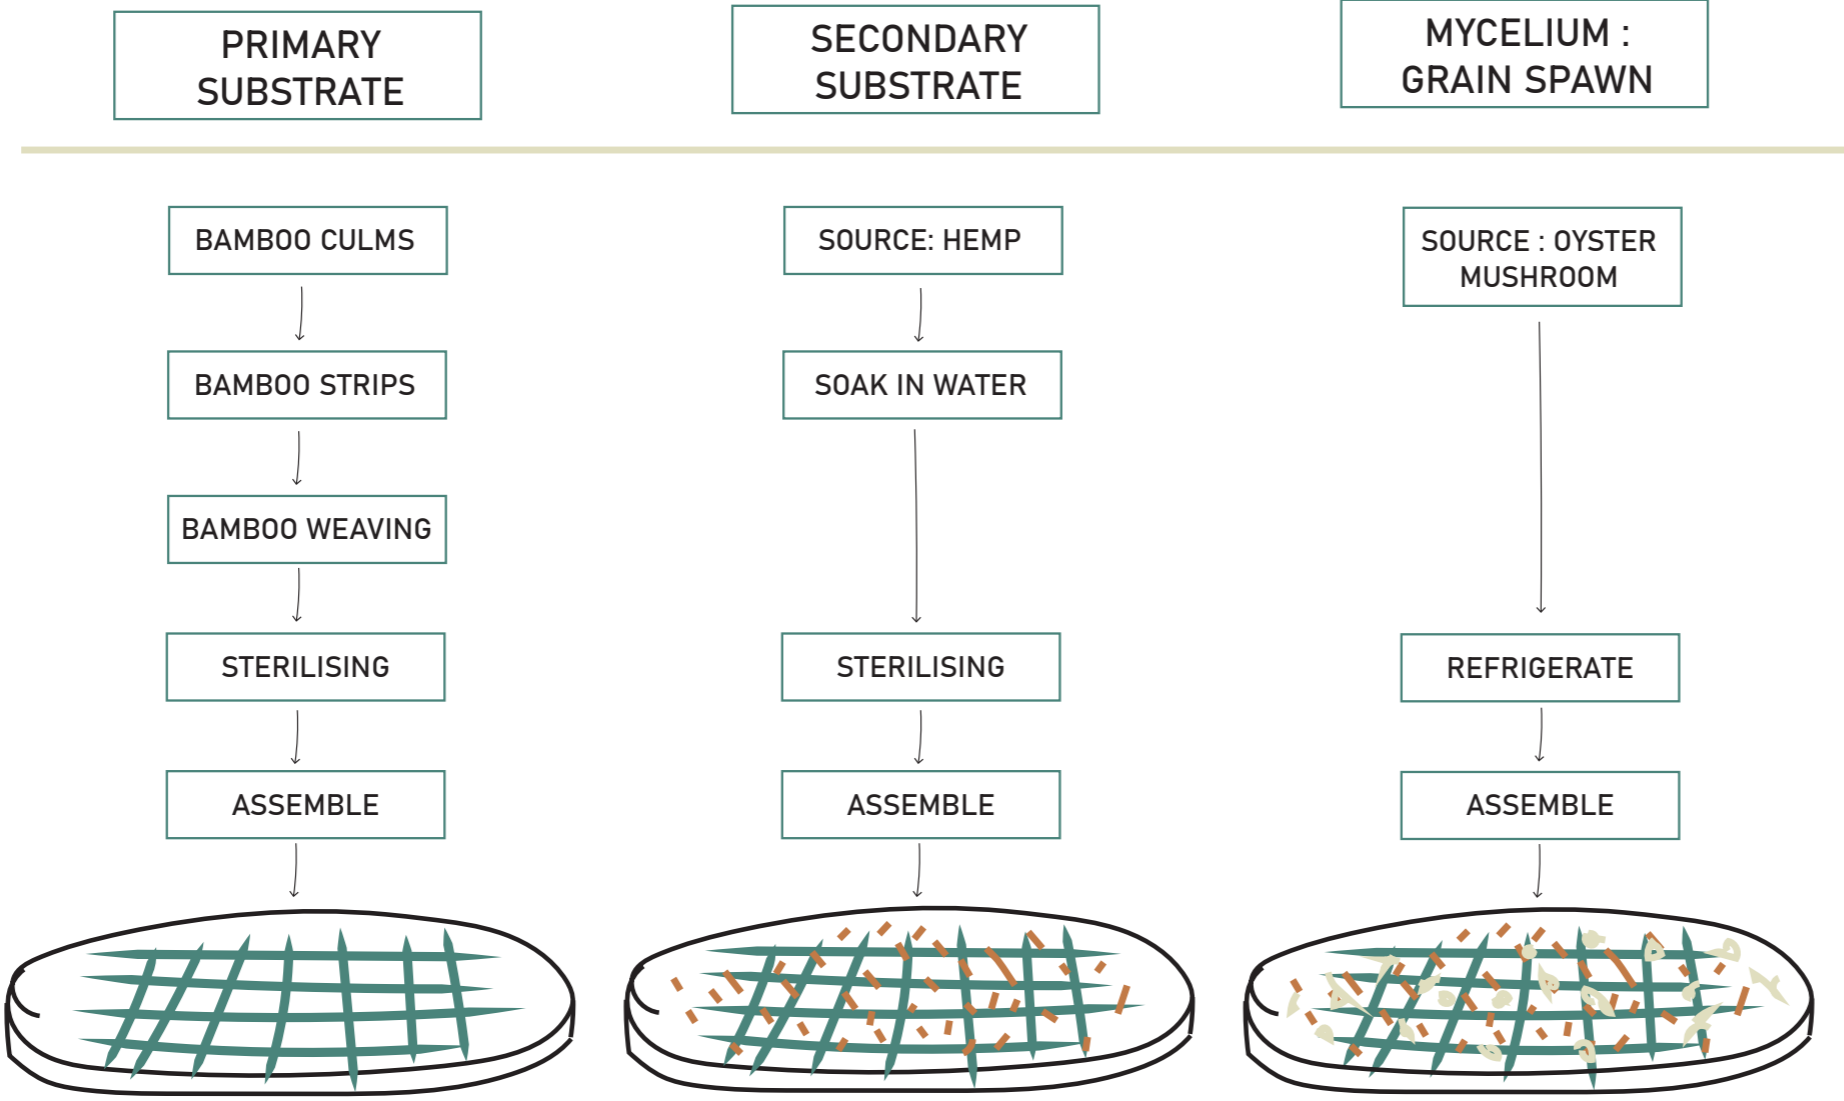 PRIMARY
SUBSTRATE
SECONDARY
SUBSTRATE
MYCELIUM :
GRAIN SPAWN
BAMBOO CULMS
BAMBOO STRIPS
BAMBOO WEAVING
STERILISING
ASSEMBLE
SOURCE: HEMP
SOAK IN WATER
STERILISING
ASSEMBLE
SOURCE : OYSTER
MUSHROOM
REFRIGERATE
ASSEMBLE